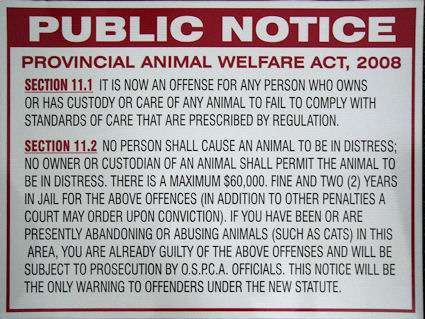 PUBLIC NOTICE
PROVINCIAL ANIMAL WELFARE ACT, 2008
SECTION 11.1 IT IS NOW AN OFFENSE FOR ANY PERSON WHO OWNS
OR HAS CUSTODY OR CARE OF ANY ANIMAL TO FAIL TO COMPLY WITH
STANDARDS OF CARE THAT ARE PRESCRIBED BY REGULATION.
SECTION 11.2 NO PERSON SHALL CAUSE AN ANIMAL TO BE IN DISTRESS;
NO OWNER OR CUSTODIAN OF AN ANIMAL SHALL PERMIT THE ANIMAL TO
BE IN DISTRESS. THERE IS A MAXIMUM $60,000. FINE AND TWO (2) YEARS
IN JAIL FOR THE ABOVE OFFENCES (IN ADDITION TO OTHER PENALTIES A
COURT MAY ORDER UPON CONVICTION). IF YOU HAVE BEEN OR ARE
PRESENTLY ABANDONING OR ABUSING ANIMALS (SUCH AS CATS) IN THIS
AREA, YOU ARE ALREADY GUILTY OF THE ABOVE OFFENSES AND WILL BE
SUBJECT TO PROSECUTION BY O.S.P.C.A. OFFICIALS. THIS NOTICE WILL BE
THE ONLY WARNING TO OFFENDERS UNDER THE NEW STATUTE.